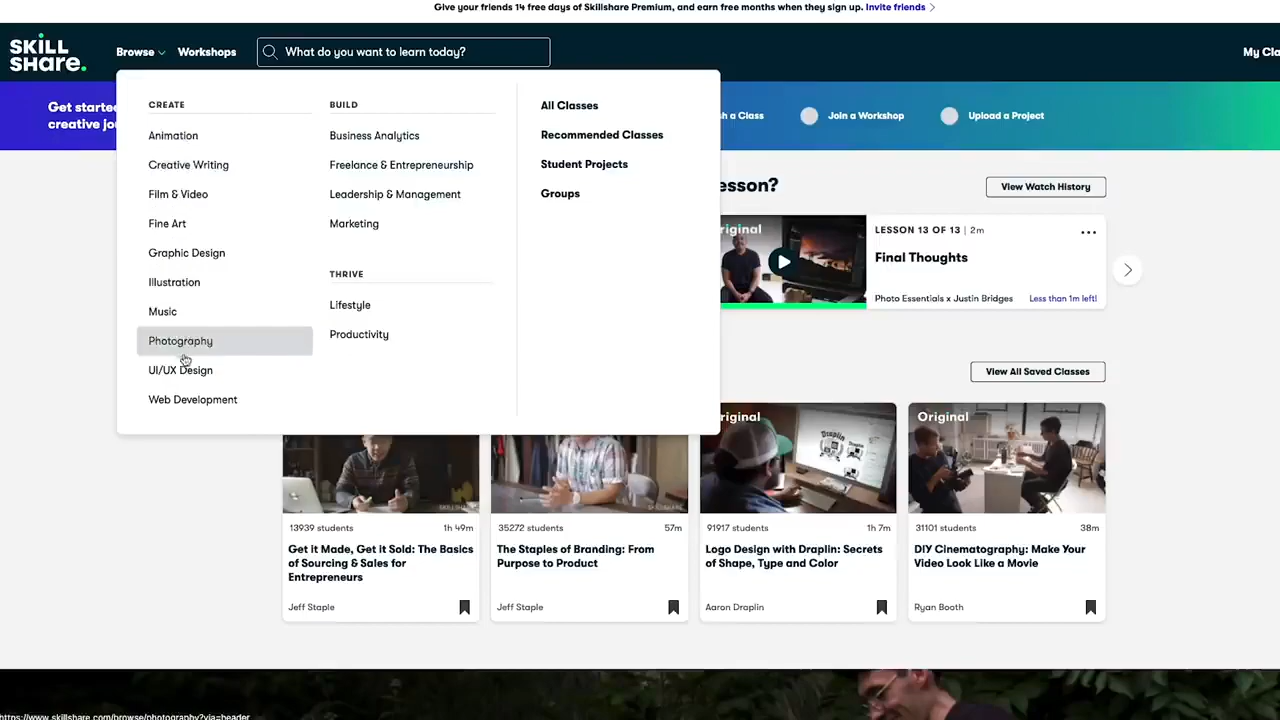 Give your friends 14 free days of Skillshare Premium, and earn free months when they sign up. Invite friends
SKILL
SHARE.
Browse
Workshops
What do you want to learn today?
My Cla
Get starte
creative jou
h a Class
Join a Workshop
Upload a Project
CREATE
Animation
Creative Writing
Film & Video
Fine Art
Graphic Design
Illustration
Music
Photography
UI/UX Design
Web Development
BUILD
Business Analytics
Freelance & Entrepreneurship
Leadership & Management
Marketing
THRIVE
Lifestyle
Productivity
All Classes
Recommended Classes
Student Projects
Groups
esson?
View Watch History
riginal
LESSON 13 OF 13 | 2m
Final Thoughts
Photo Essentials x Justin Bridges
Less than 1m left!
View All Saved Classes
SKILLSHARE
13939 students
1h 49m
Get it Made, Get it Sold: The Basics
of Sourcing & Sales for
Entrepreneurs
Jeff Staple
SKILLSHARE
35272 students
57m
The Staples of Branding: From
Purpose to Product
Jeff Staple
riginal
Draplin
91917 students
1h 7m
Logo Design with Draplin: Secrets
of Shape, Type and Color
Aaron Draplin
Original
31101 students
38m
DIY Cinematography: Make Your
Video Look Like a Movie
Ryan Booth
https://www.skillshare.com/browse/photography?via=header